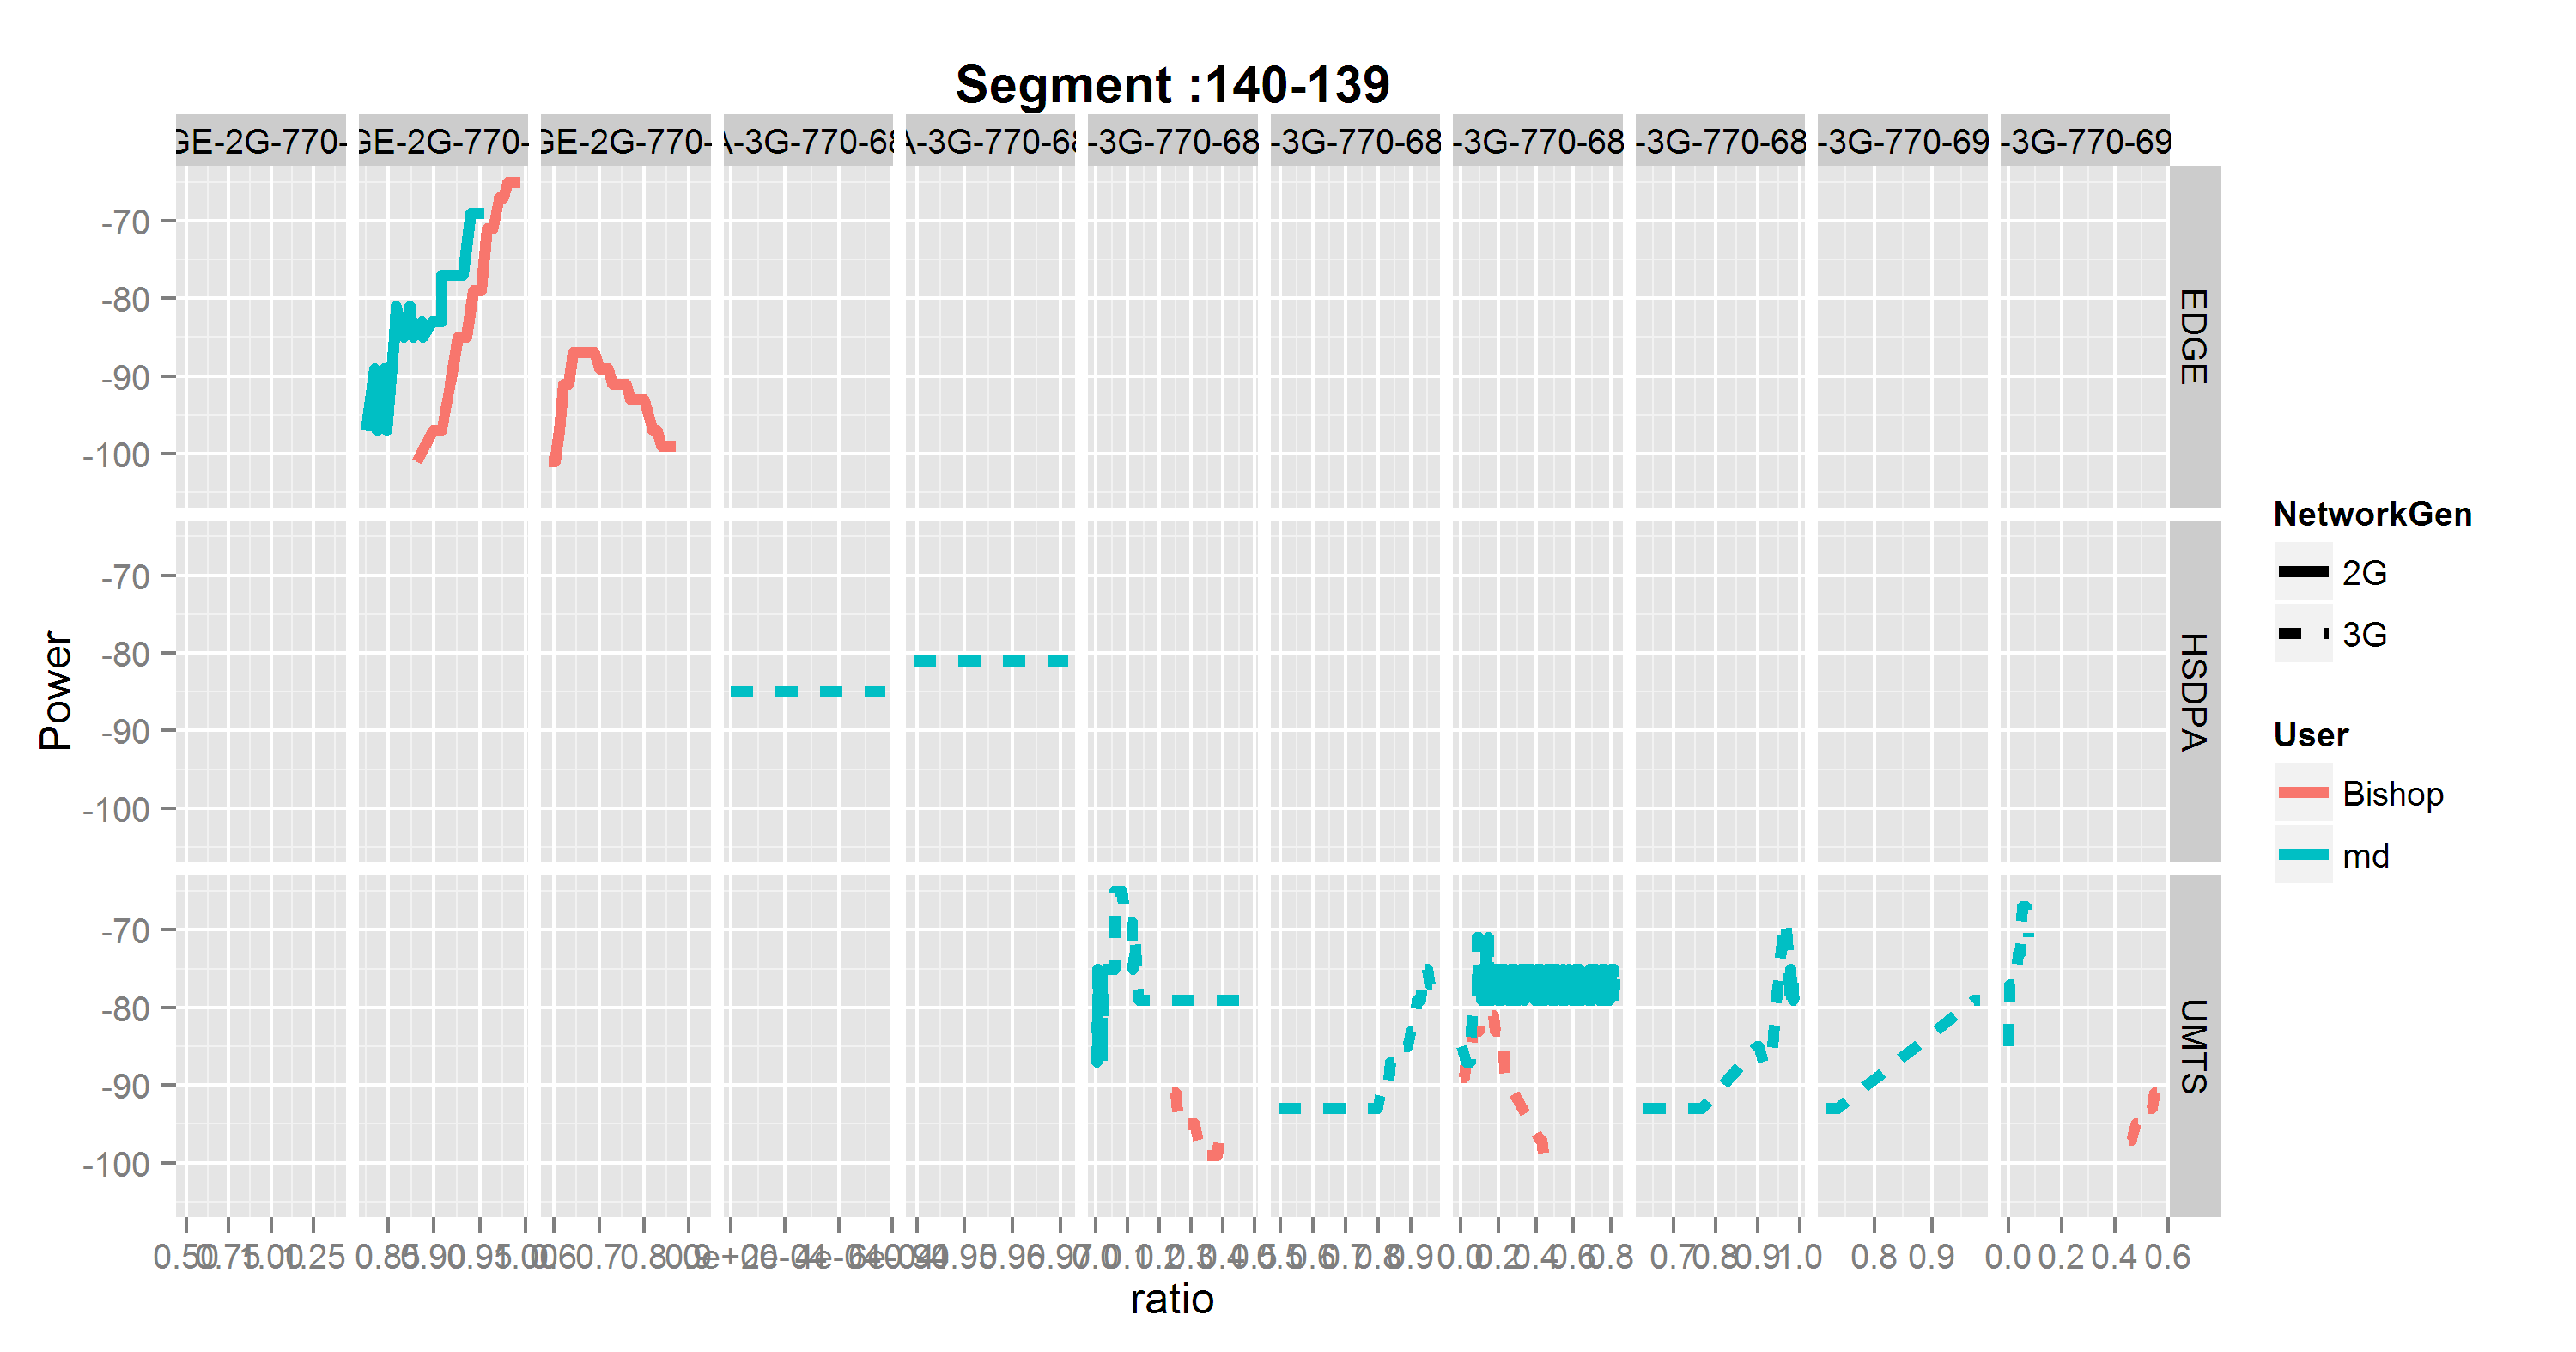 Segment :140-139
GE-2G-770- GE-2G-770- GE-2G-770- A-3G-770-68 A-3G-770-68 -3G-770-68 -3G-770-68 -3G-770-68 -3G-770-68 -3G-770-69 -3G-770-69
-70
-80
-90
-100
EDGE
-70
-80
-90
-100
HSDPA
-70
-80
-90
-100
UMTS
Power
0.50 0.75 1.00 1.25 0.85 0.90 0.95 1.00 0.6 0.7 0.8 0.9 0.95 0.96 0.97 0.0 0.1 0.2 0.3 0.4 0.5 0.5 0.6 0.7 0.8 0.9 0.0 0.2 0.4 0.6 0.8 0.7 0.8 0.9 1.0 0.8 0.9 0.0 0.2 0.4 0.6
ratio
NetworkGen
2G
3G
User
Bishop
md